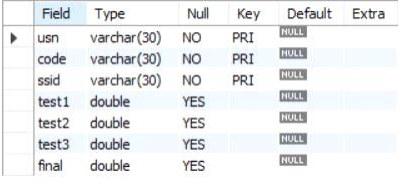 Field Type Null Key Default Extra
usn varchar(30) NO PRI NULL
code varchar(30) NO PRI NULL
ssid varchar(30) NO PRI NULL
test1 double YES NULL
test2 double YES NULL
test3 double YES NULL
final double YES NULL